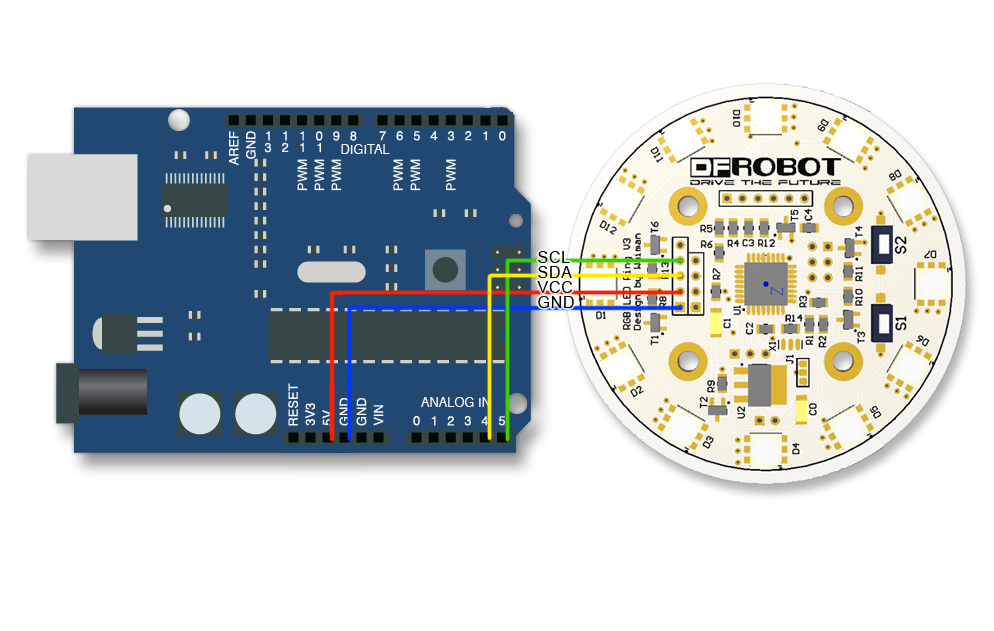 AREF
GND
13
12
11
10
9
8
7
6
5
4
3
2
1
0
PWM
PWM
PWM
DIGITAL
PWM
PWM
PWM
RESET
3V3
5V
GND
GND
VIN
ANALOG IN
0
1
2
3
4
5
SCL
SDA
VCC
GND
DFROBOT
DRIVE THE FUTURE
RGB LED Ring V3
Design by Waiman
D10
D9
D8
D7
D6
D5
D4
D3
D2
D1
D12
D11
T6
T5
C4
R5
R4
C3
R12
R6
T4
S2
R13
R11
R7
R10
R8
R3
U1
S1
T1
C1
C2
R14
R1
R2
T3
X1
J1
R9
T2
U2
C0
Z